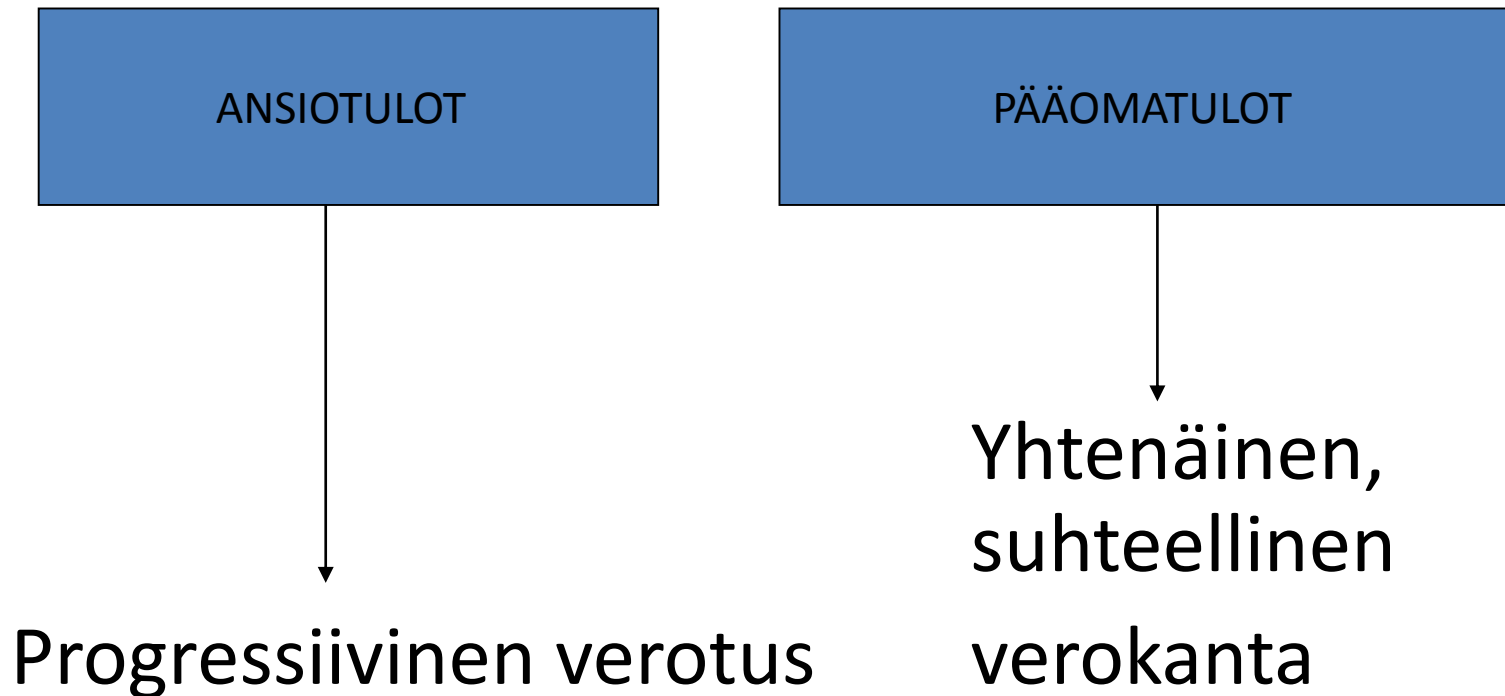 ANSIOTULOT
PÄÄOMATULOT
Yhtenäinen,
suhteellinen
verokanta
Progressiivinen verotus